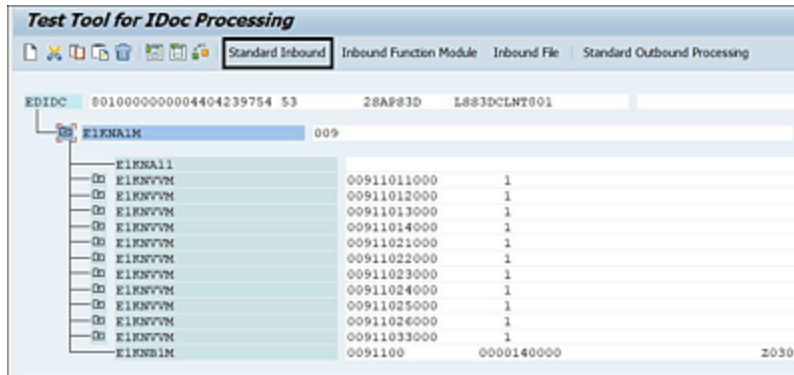 Test Tool for IDoc Processing
Standard Inbound Inbound Function Module Inbound File Standard Outbound Processing
EDIDC 8010000000004404239754 53 28AP83D L883DCLNT801
E1KNA1M 009
E1KNA11
E1KNVVM 00911011000 1
E1KNVVM 00911012000 1
E1KNVVM 00911013000 1
E1KNVVM 00911014000 1
E1KNVVM 00911021000 1
E1KNVVM 00911022000 1
E1KNVVM 00911023000 1
E1KNVVM 00911024000 1
E1KNVVM 00911025000 1
E1KNVVM 00911026000 1
E1KNVVM 00911033000 1
E1KNB1M 0091100 0000140000 Z030